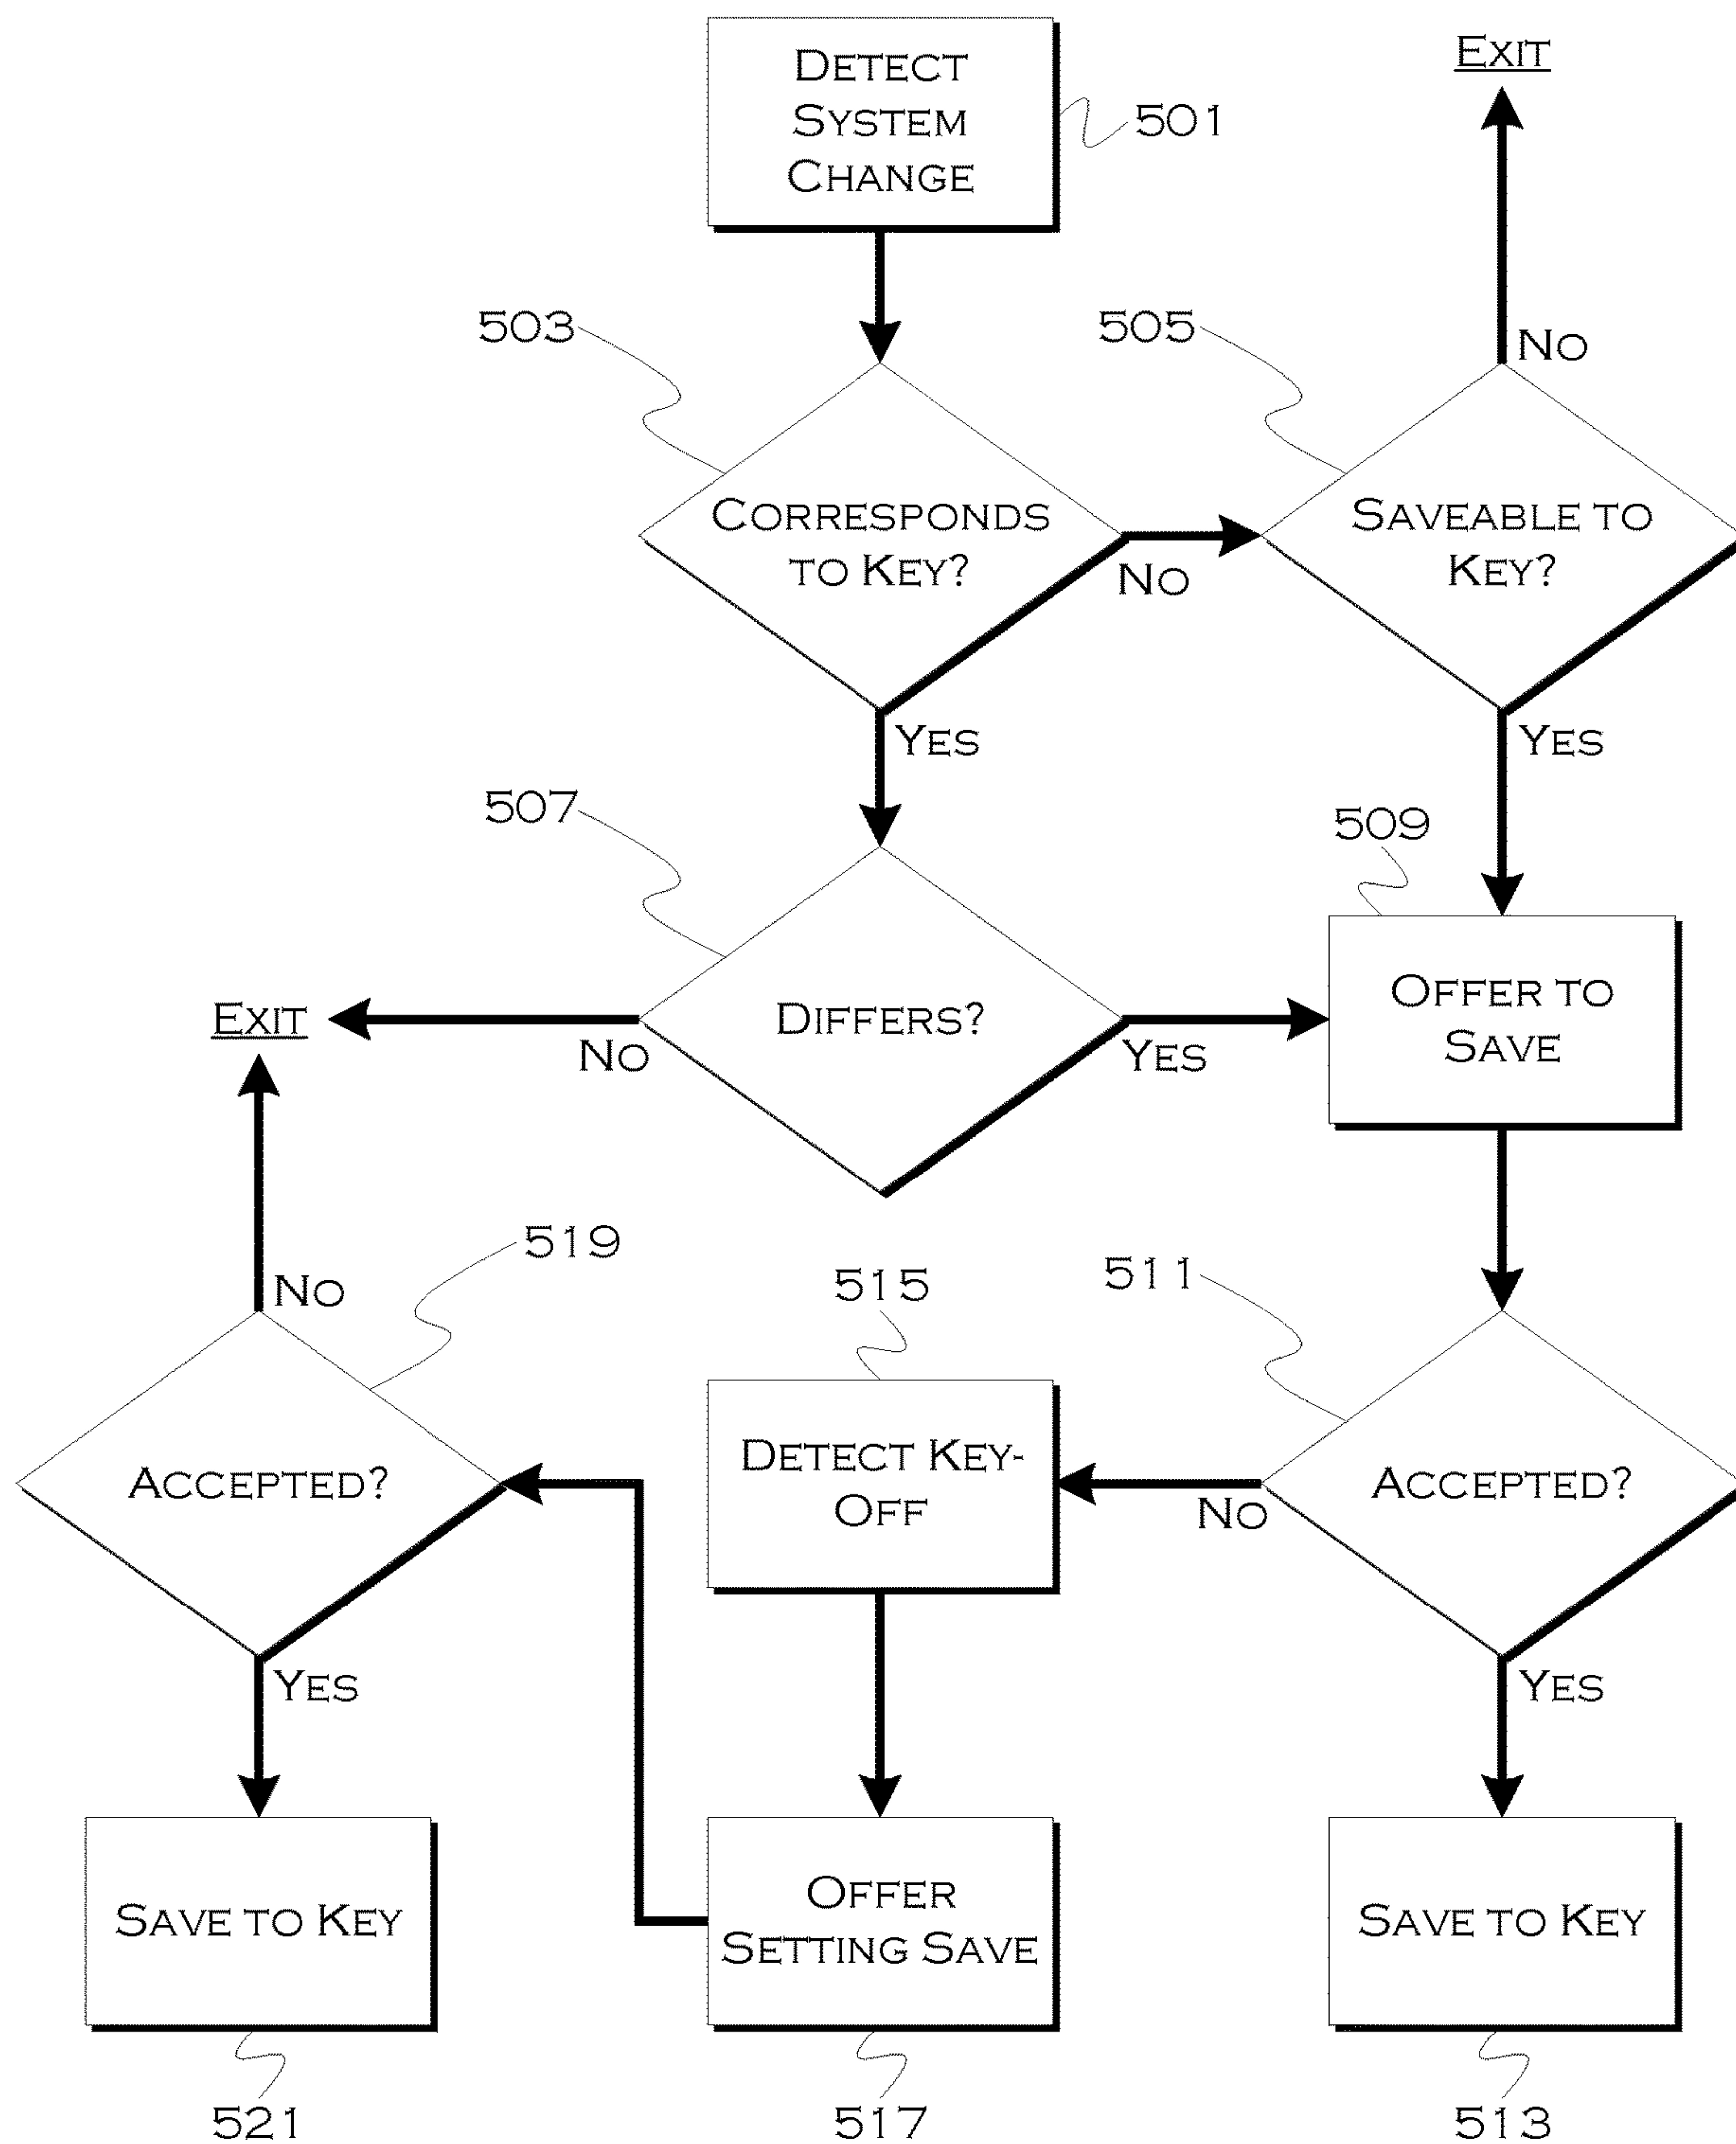 DETECT
SYSTEM
CHANGE
501
EXIT
503
505
NO
CORRESPONDS
TO KEY?
NO
SAVEABLE TO
KEY?
YES
YES
507
509
EXIT
NO
DIFFERS?
YES
OFFER TO
SAVE
519
515
511
NO
ACCEPTED?
DETECT KEY-
OFF
NO
ACCEPTED?
YES
YES
SAVE TO KEY
OFFER
SETTING SAVE
SAVE TO KEY
521
517
513